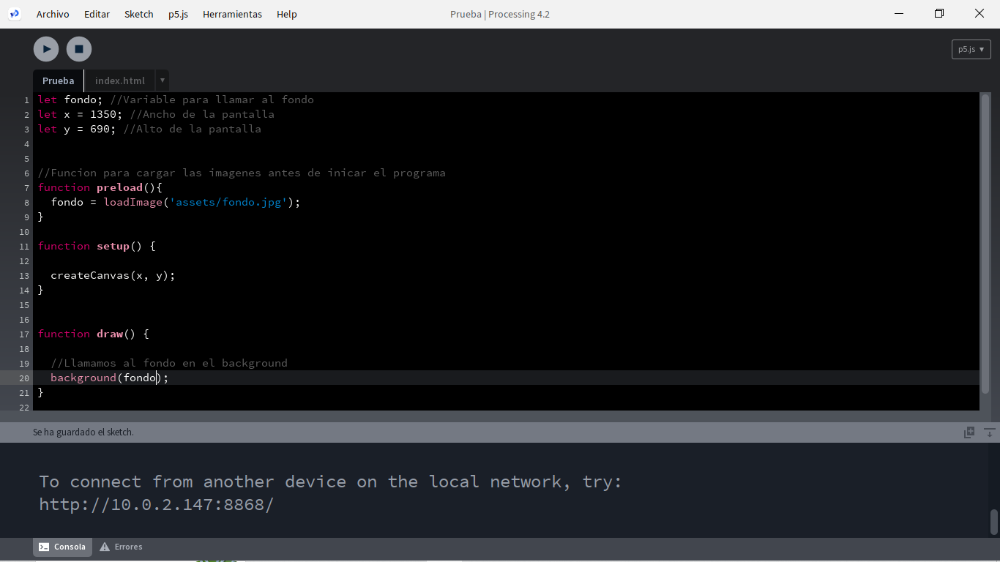 Archivo Editar Sketch p5.js Herramientas Help Prueba | Processing 4.2
p5.js ▾
Prueba index.html ▾
1 let fondo; //Variable para llamar al fondo
2 let x = 1350; //Ancho de la pantalla
3 let y = 690; //Alto de la pantalla
4
5
6 //Funcion para cargar las imagenes antes de inicar el programa
7 function preload(){
8 fondo = loadImage('assets/fondo.jpg');
9 }
10
11 function setup() {
12
13 createCanvas(x, y);
14 }
15
16
17 function draw() {
18
19 //Llamamos al fondo en el background
20 background(fondo);
21 }
22
Se ha guardado el sketch.
To connect from another device on the local network, try:
http://10.0.2.147:8868/
Consola Errores